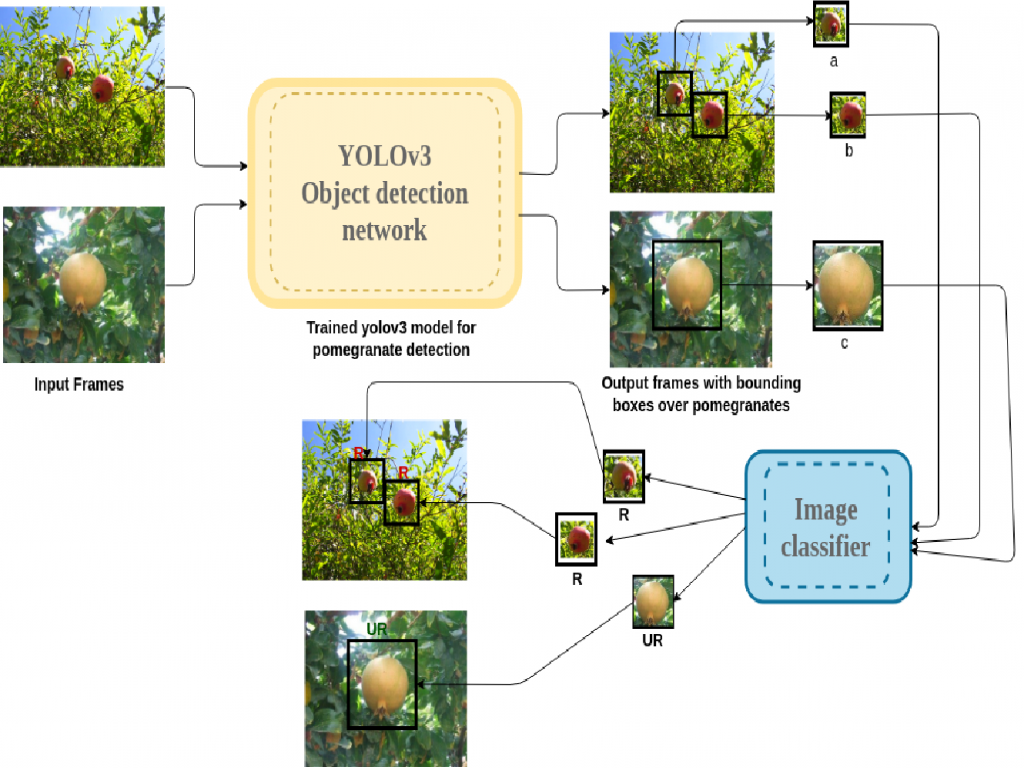 a
b
YOLOv3
Object detection
network
Trained yolov3 model for
pomegranate detection
Input Frames
c
Output frames with bounding
boxes over pomegranates
R
R
R
R
UR
UR
Image
classifier